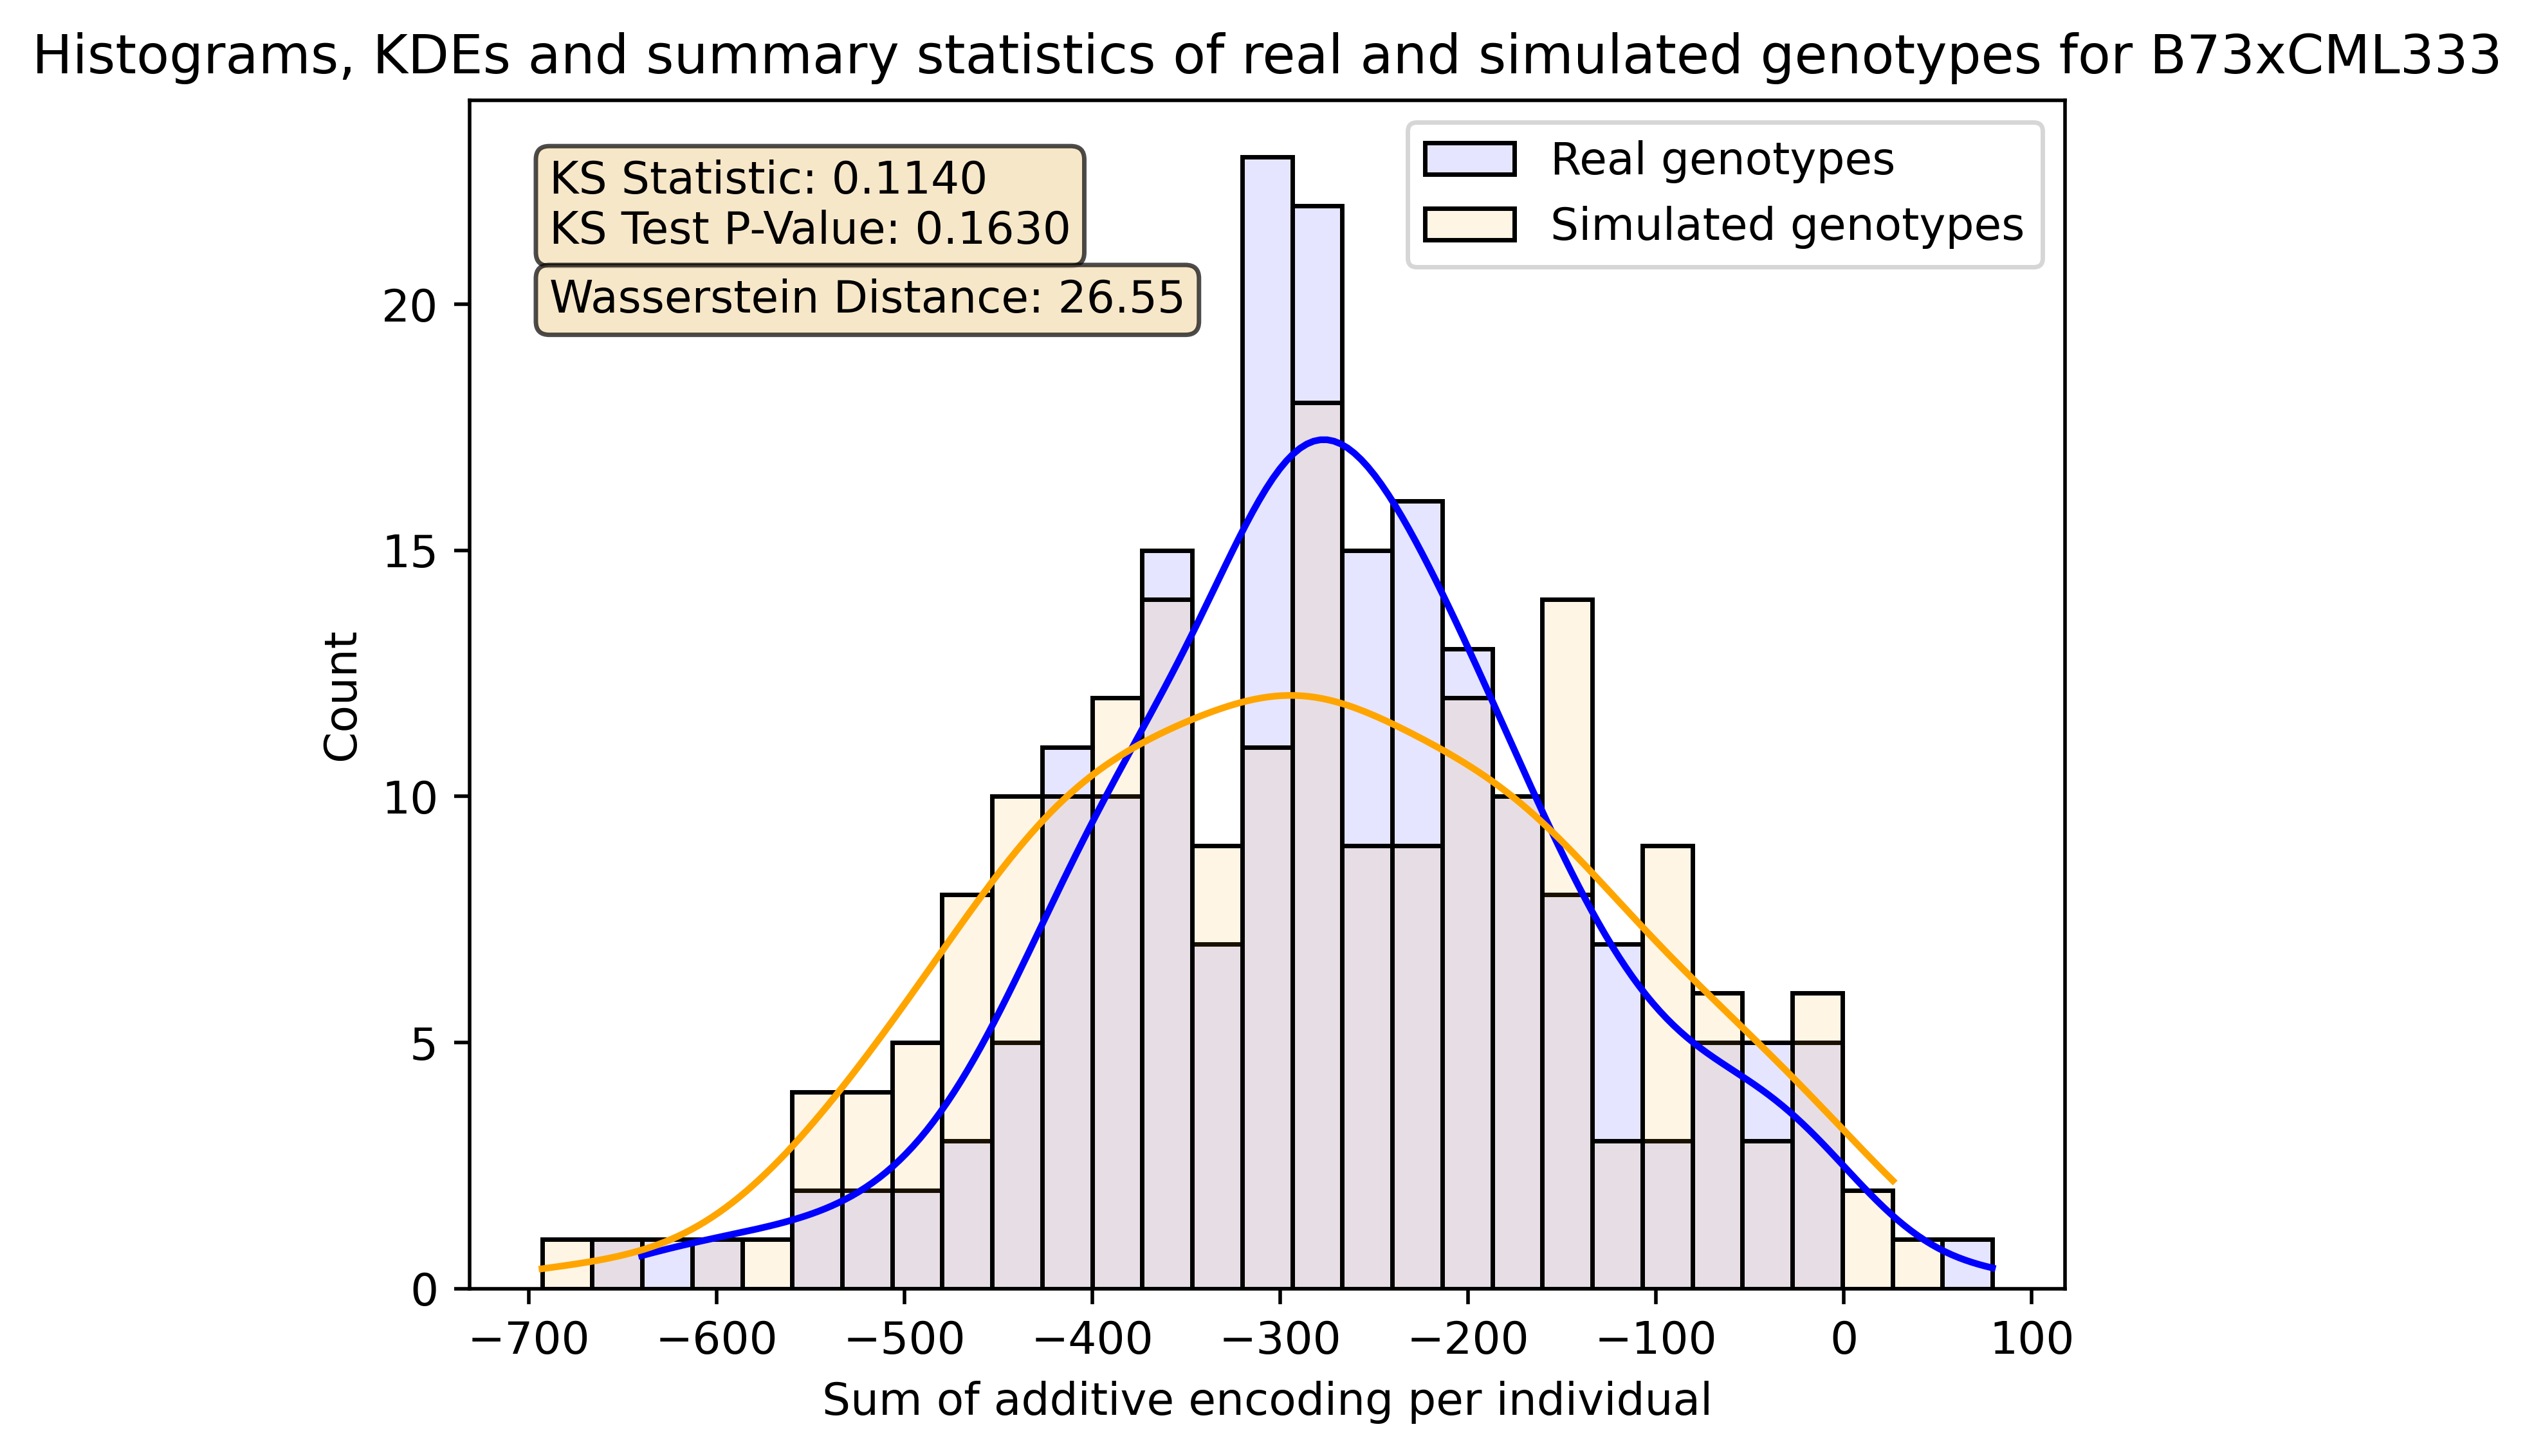 Histograms, KDEs and summary statistics of real and simulated genotypes for B73xCML333
KS Statistic: 0.1140
KS Test P-Value: 0.1630
Wasserstein Distance: 26.55
Real genotypes
Simulated genotypes
Count
20
15
10
5
0
−700 −600 −500 −400 −300 −200 −100 0 100
Sum of additive encoding per individual